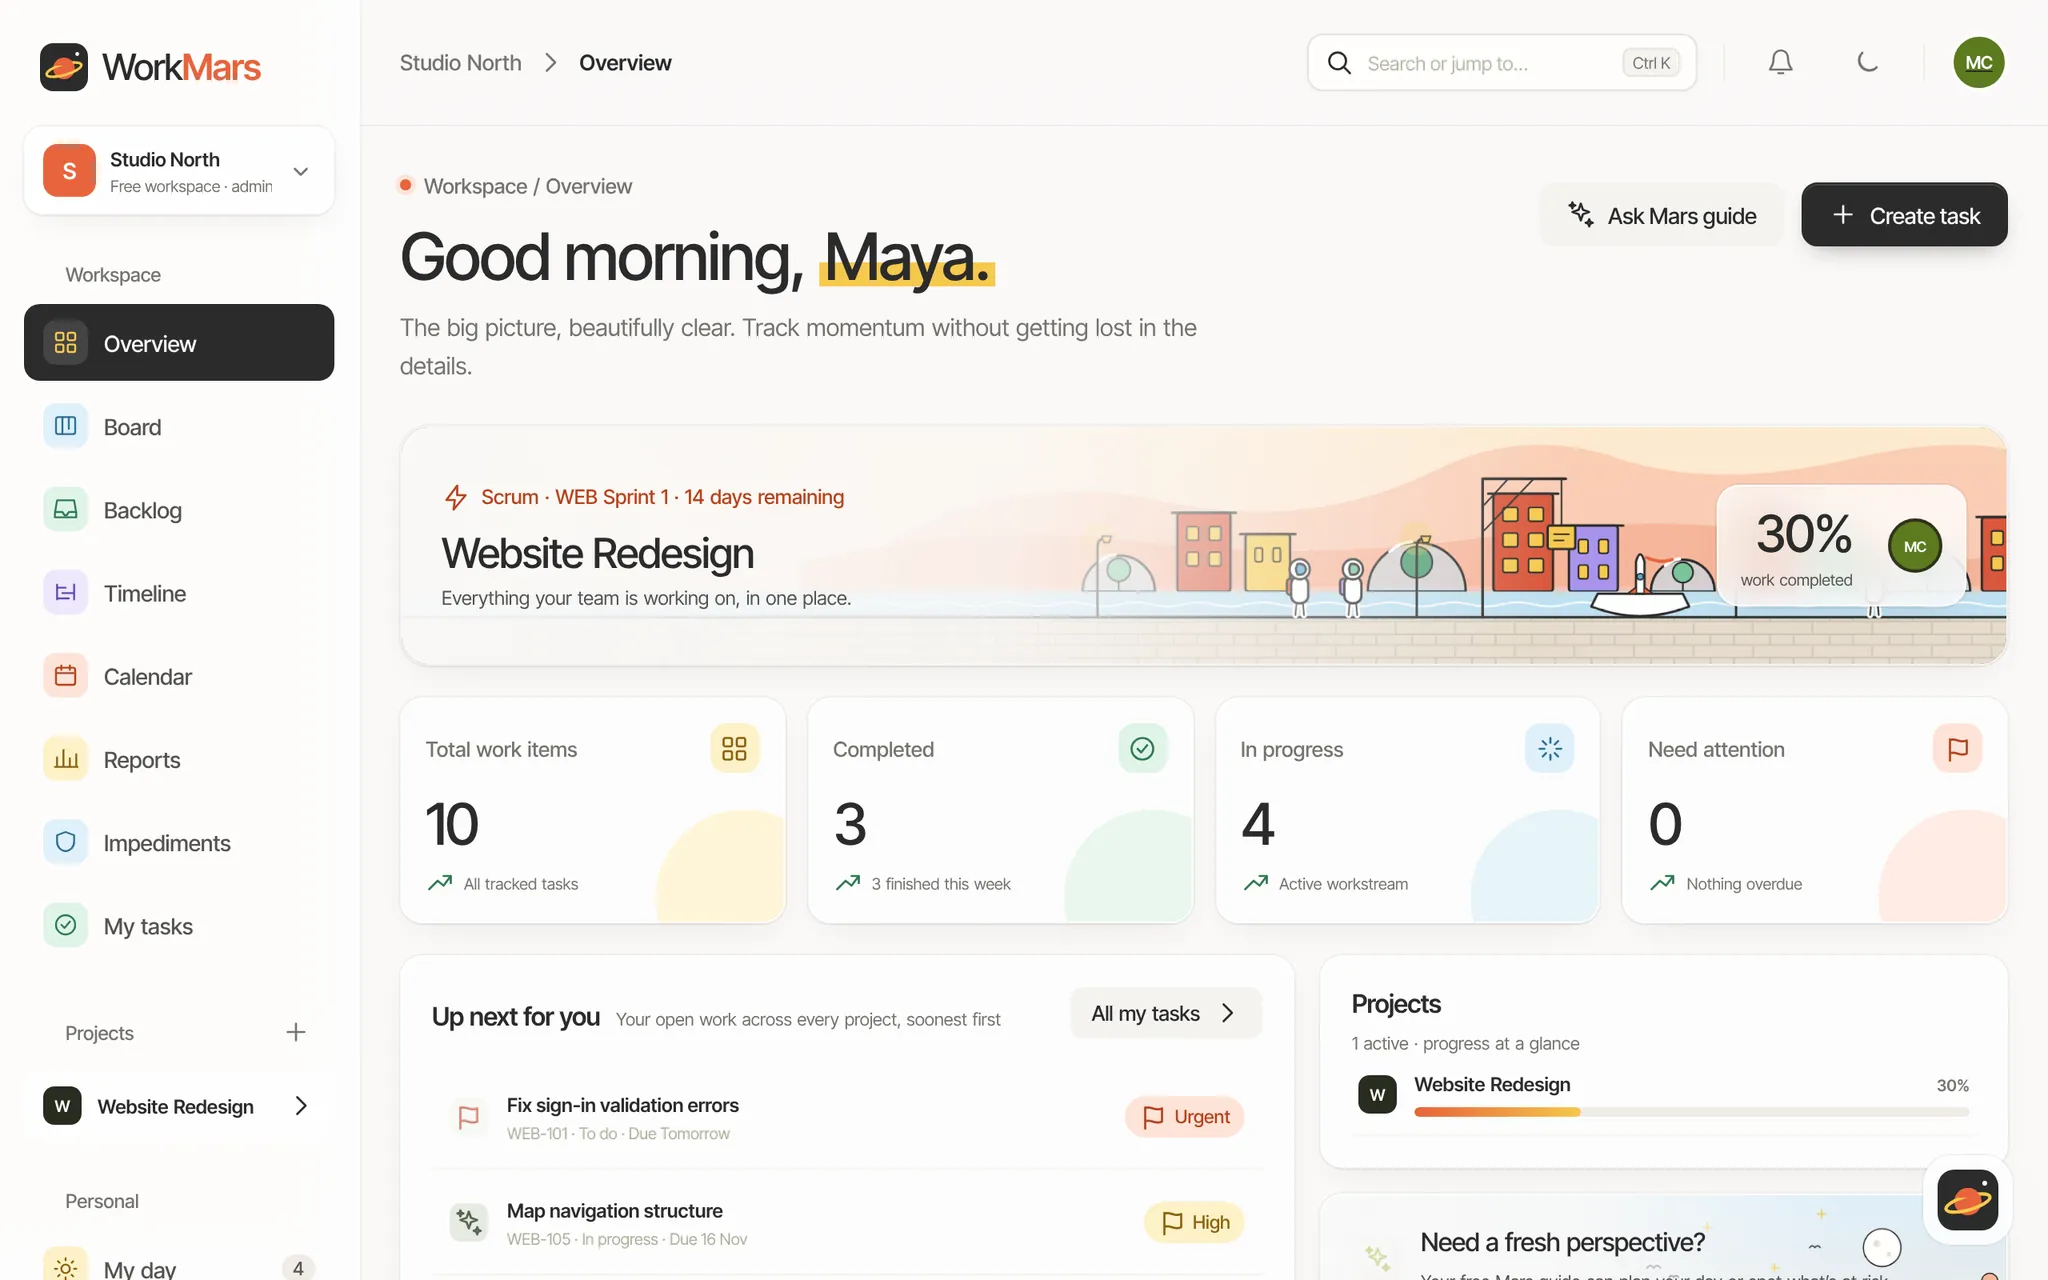 WorkMars
Studio North
Overview
Search or jump to...
Ctrl K
MC
S
Studio North
Free workspace · admin
Workspace
Overview
Board
Backlog
Timeline
Calendar
Reports
Impediments
My tasks
Projects
W
Website Redesign
Personal
My day
4
Workspace / Overview
Good morning, Maya.
The big picture, beautifully clear. Track momentum without getting lost in the
details.
Ask Mars guide
Create task
Scrum · WEB Sprint 1 · 14 days remaining
Website Redesign
Everything your team is working on, in one place.
30%
work completed
MC
Total work items
10
All tracked tasks
Completed
3
3 finished this week
In progress
4
Active workstream
Need attention
0
Nothing overdue
Up next for you
Your open work across every project, soonest first
All my tasks
Fix sign-in validation errors
WEB-101 · To do · Due Tomorrow
Urgent
Map navigation structure
WEB-105 · In progress · Due 16 Nov
High
Projects
1 active · progress at a glance
W
Website Redesign
30%
Need a fresh perspective?